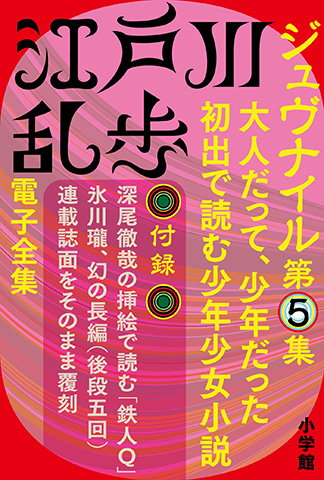 江戸川
乱歩
電子全集
ジュヴナイル第5集
大人だって、少年だった
初出で読む少年少女小説
付録
深尾徹哉の挿絵で読む「鉄人Q」
氷川瓏、幻の長編(後段五回)
連載誌面をそのまま覆刻
小学館